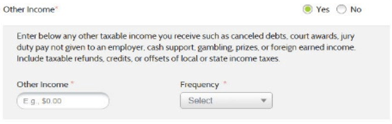 Other Income* Yes No
Enter below any other taxable income you receive such as canceled debts, court awards, jury
duty pay not given to an employer, cash support, gambling, prizes, or foreign earned income.
Include taxable refunds, credits, or offsets of local or state income taxes.
Other Income * Frequency *
E.g., $0.00 Select